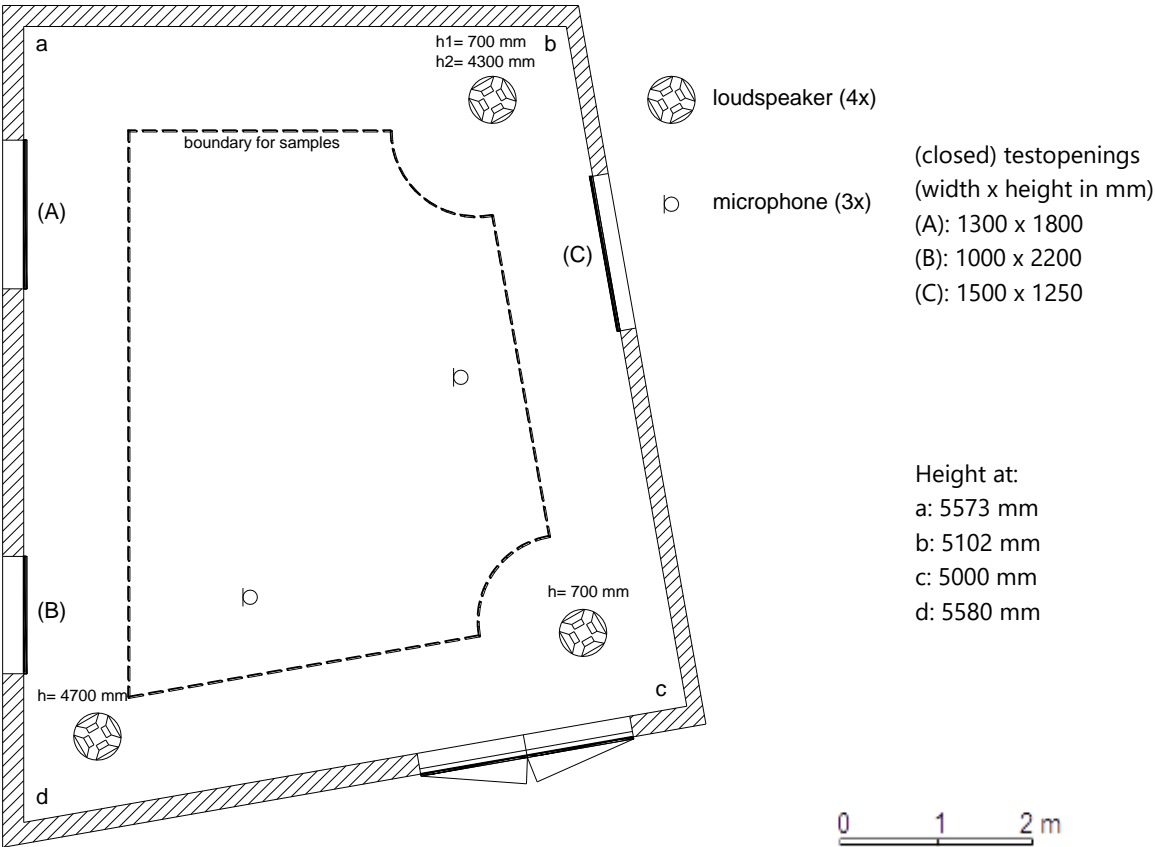 a
h1= 700 mm
h2= 4300 mm
b
loudspeaker (4x)
boundary for samples
(closed) testopenings
(width x height in mm)
(A): 1300 x 1800
(B): 1000 x 2200
(C): 1500 x 1250
microphone (3x)
(A)
(C)
Height at:
a: 5573 mm
b: 5102 mm
c: 5000 mm
d: 5580 mm
(B)
h= 700 mm
h= 4700 mm
c
d
0 1 2 m